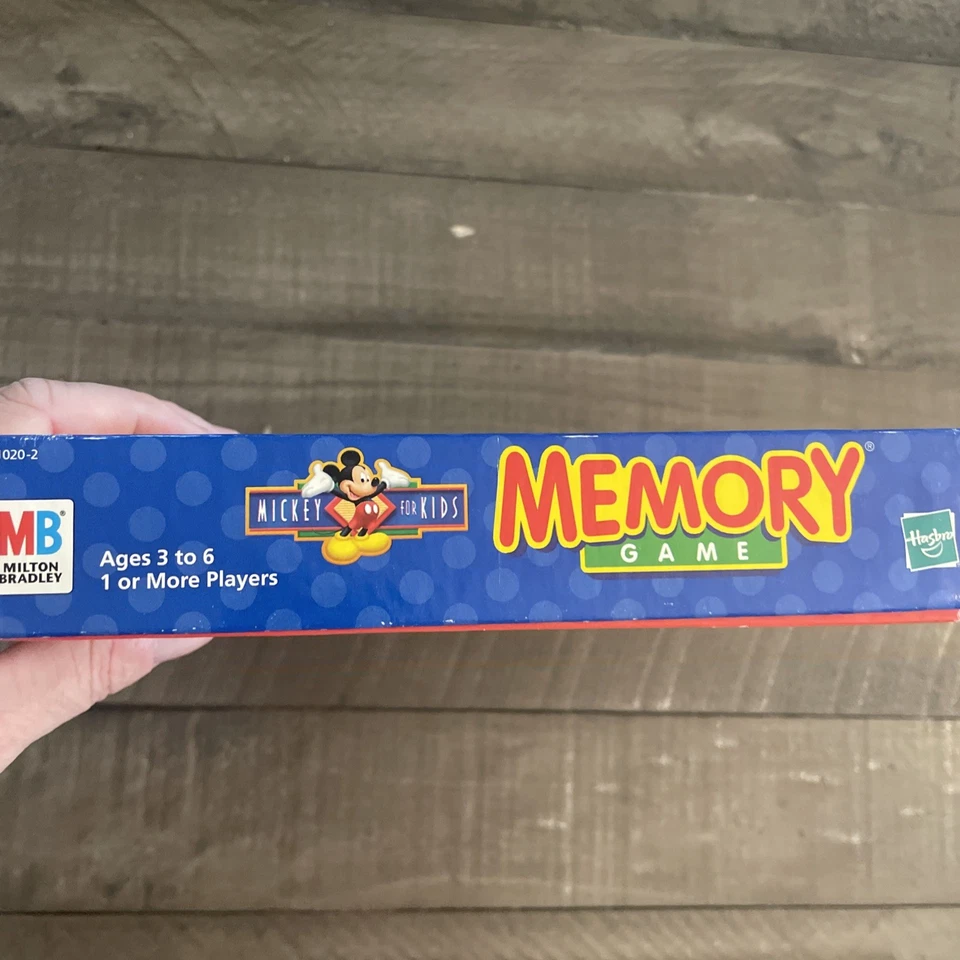 020-2
MB®
MILTON
BRADLEY
Ages 3 to 6
1 or More Players
MICKEY FOR KIDS
MEMORY®
GAME
Hasbro